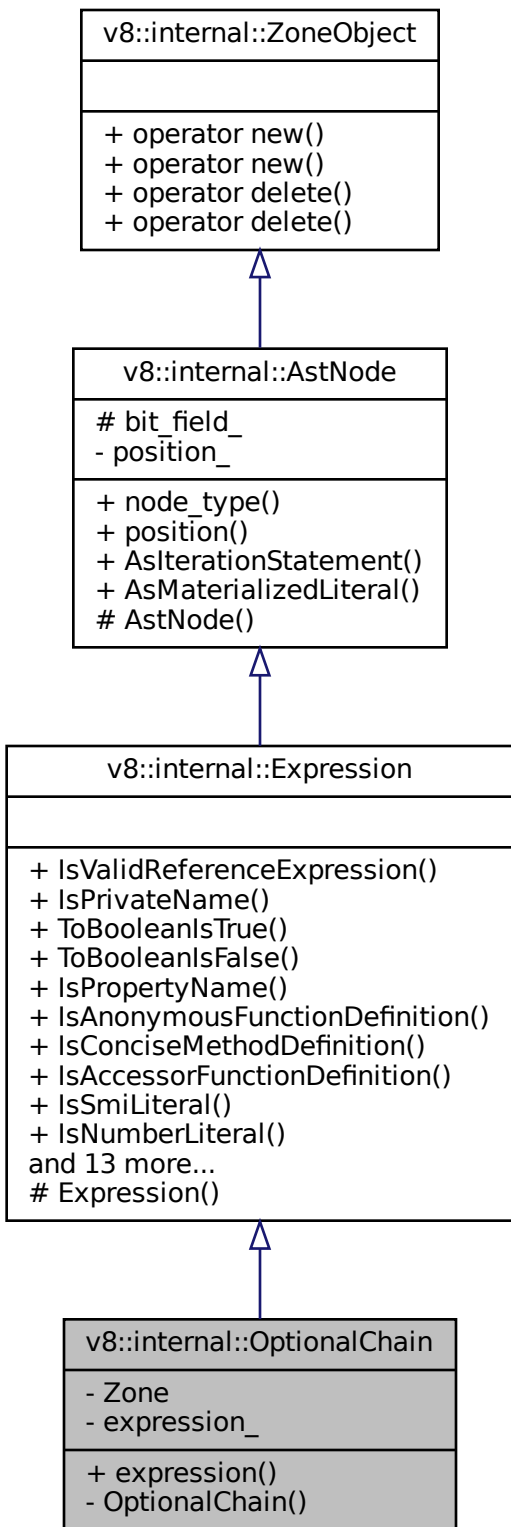 v8::internal::ZoneObject
+ operator new()
+ operator new()
+ operator delete()
+ operator delete()
v8::internal::AstNode
# bit_field_
- position_
+ node_type()
+ position()
+ AsIterationStatement()
+ AsMaterializedLiteral()
# AstNode()
v8::internal::Expression
+ IsValidReferenceExpression()
+ IsPrivateName()
+ ToBooleanIsTrue()
+ ToBooleanIsFalse()
+ IsPropertyName()
+ IsAnonymousFunctionDefinition()
+ IsConciseMethodDefinition()
+ IsAccessorFunctionDefinition()
+ IsSmiLiteral()
+ IsNumberLiteral()
and 13 more...
# Expression()
v8::internal::OptionalChain
- Zone
- expression_
+ expression()
- OptionalChain()